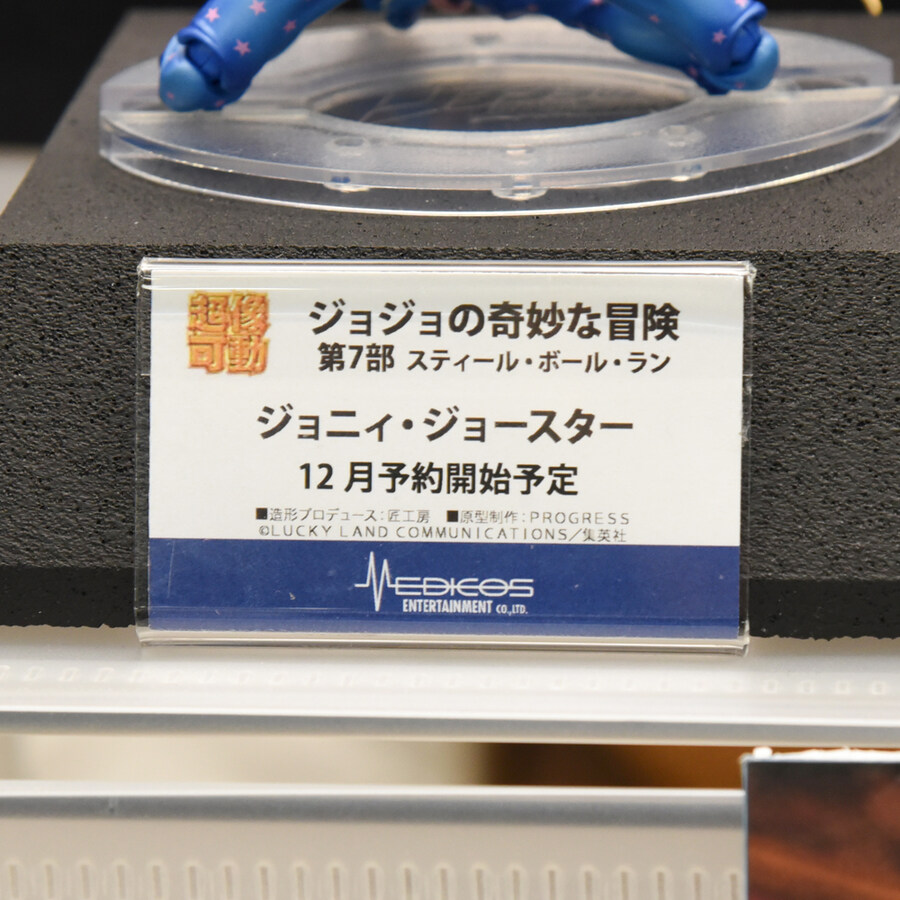 超像可動
ジョジョの奇妙な冒険
第7部 スティール・ボール・ラン
ジョニィ・ジョースター
12月予約開始予定
■造形プロデュース：匠工房 ■原型制作：PROGRESS
©LUCKY LAND COMMUNICATIONS／集英社
MEDICOS
ENTERTAINMENT CO.,LTD.